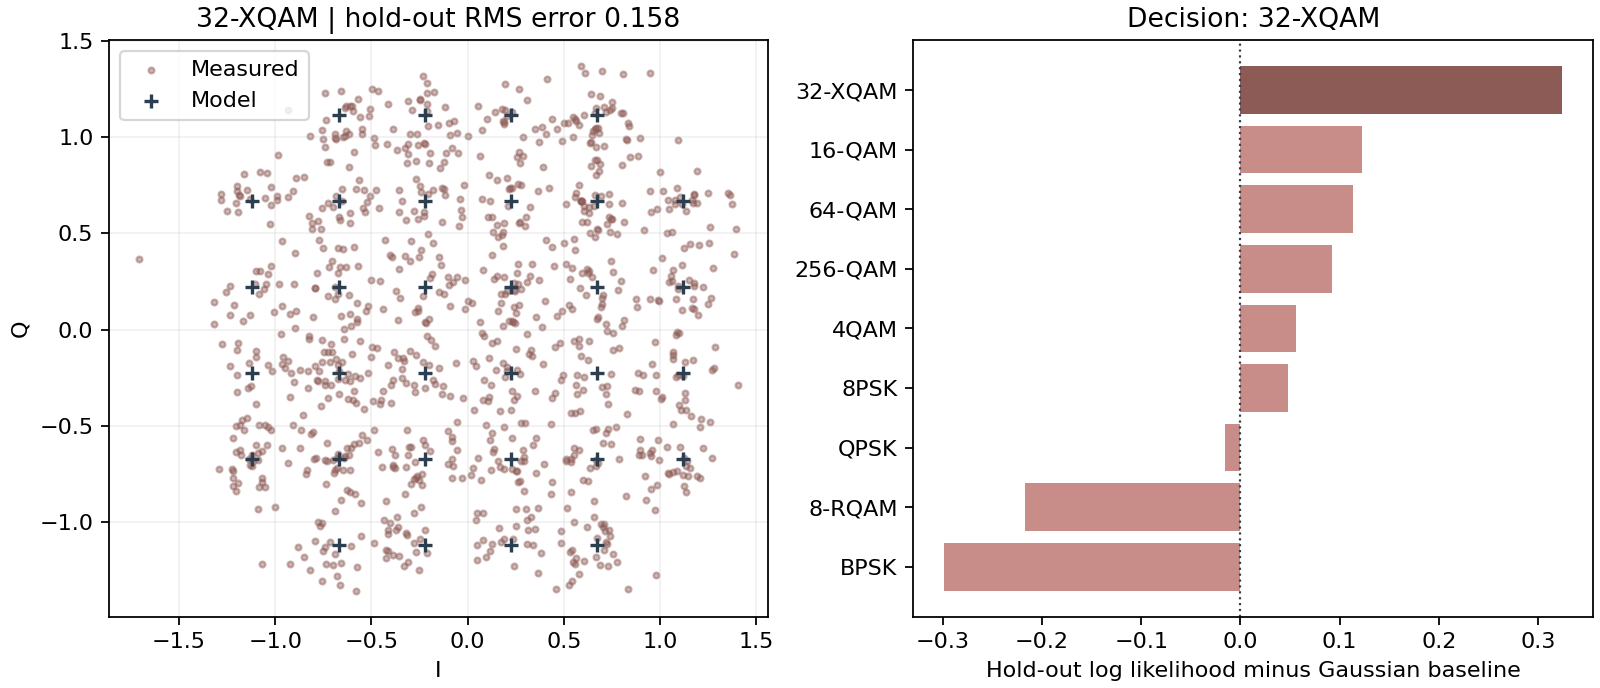 32-XQAM | hold-out RMS error 0.158
Measured
Model
1.5
1.0
0.5
0.0
−0.5
−1.0
Q
−1.5
−1.0
−0.5
0.0
0.5
1.0
1.5
I
Decision: 32-XQAM
32-XQAM
16-QAM
64-QAM
256-QAM
4QAM
8PSK
QPSK
8-RQAM
BPSK
−0.3
−0.2
−0.1
0.0
0.1
0.2
0.3
Hold-out log likelihood minus Gaussian baseline